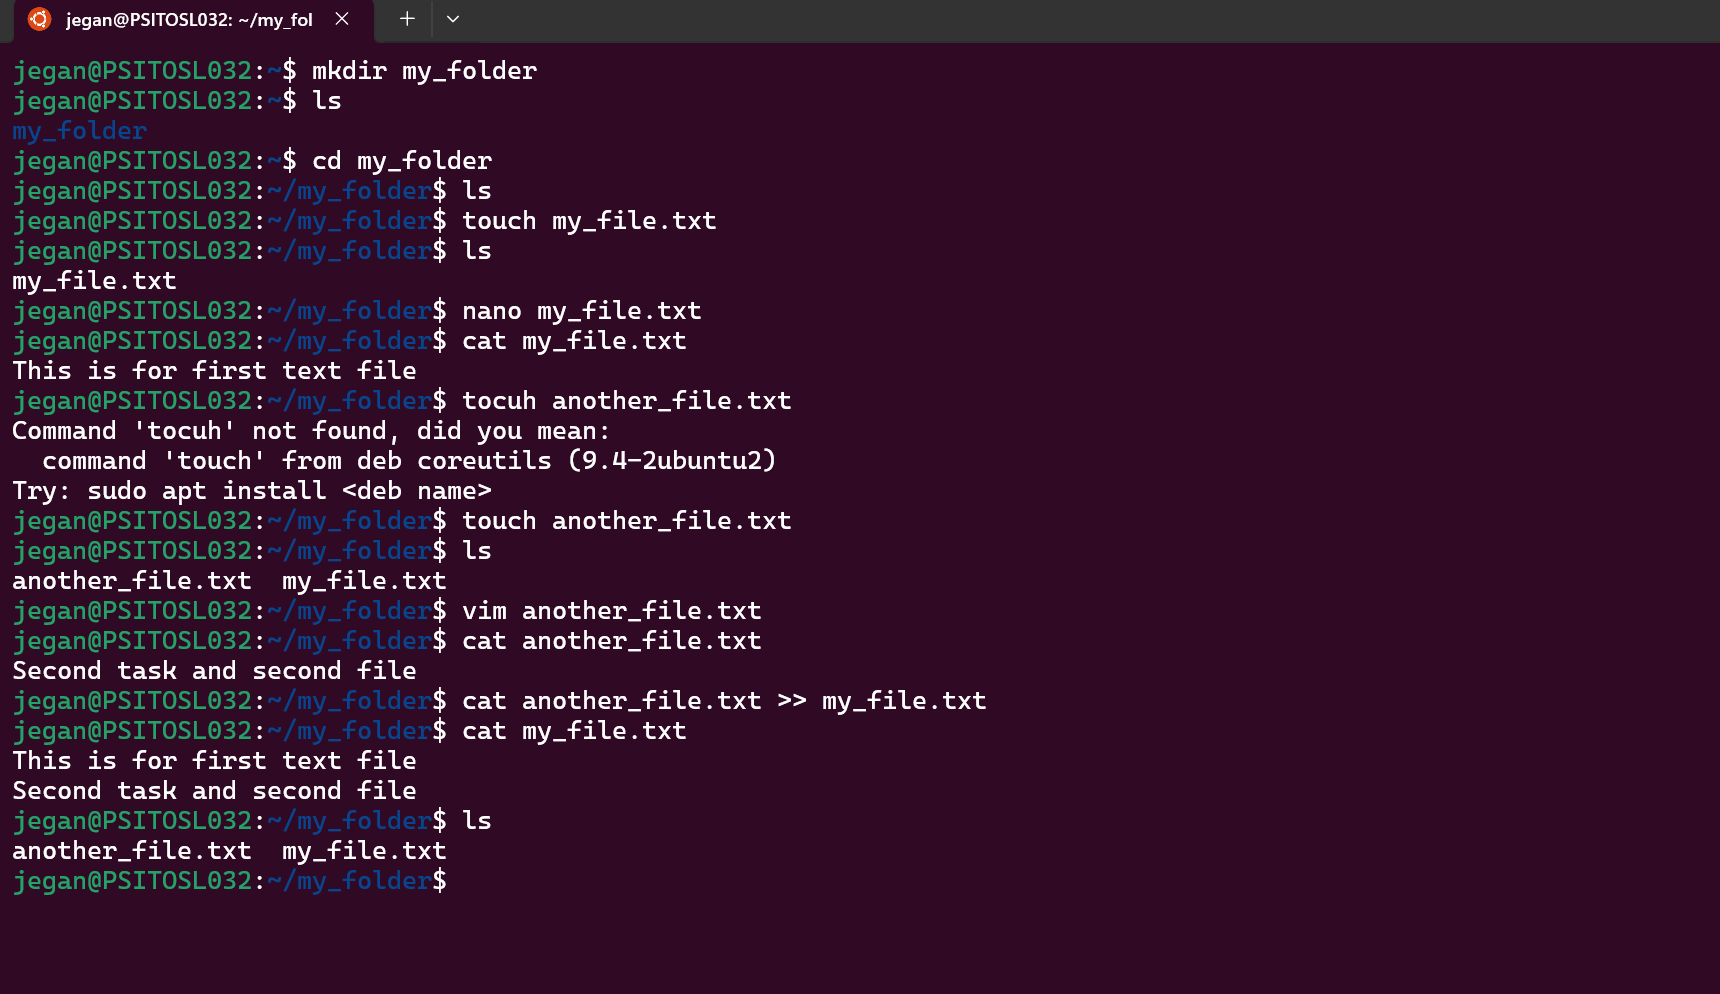 jegan@PSITOSL032: ~/my_fol
jegan@PSITOSL032:~$ mkdir my_folder
jegan@PSITOSL032:~$ ls
my_folder
jegan@PSITOSL032:~$ cd my_folder
jegan@PSITOSL032:~/my_folder$ ls
jegan@PSITOSL032:~/my_folder$ touch my_file.txt
jegan@PSITOSL032:~/my_folder$ ls
my_file.txt
jegan@PSITOSL032:~/my_folder$ nano my_file.txt
jegan@PSITOSL032:~/my_folder$ cat my_file.txt
This is for first text file
jegan@PSITOSL032:~/my_folder$ tocuh another_file.txt
Command 'tocuh' not found, did you mean:
  command 'touch' from deb coreutils (9.4-2ubuntu2)
Try: sudo apt install <deb name>
jegan@PSITOSL032:~/my_folder$ touch another_file.txt
jegan@PSITOSL032:~/my_folder$ ls
another_file.txt  my_file.txt
jegan@PSITOSL032:~/my_folder$ vim another_file.txt
jegan@PSITOSL032:~/my_folder$ cat another_file.txt
Second task and second file
jegan@PSITOSL032:~/my_folder$ cat another_file.txt >> my_file.txt
jegan@PSITOSL032:~/my_folder$ cat my_file.txt
This is for first text file
Second task and second file
jegan@PSITOSL032:~/my_folder$ ls
another_file.txt  my_file.txt
jegan@PSITOSL032:~/my_folder$